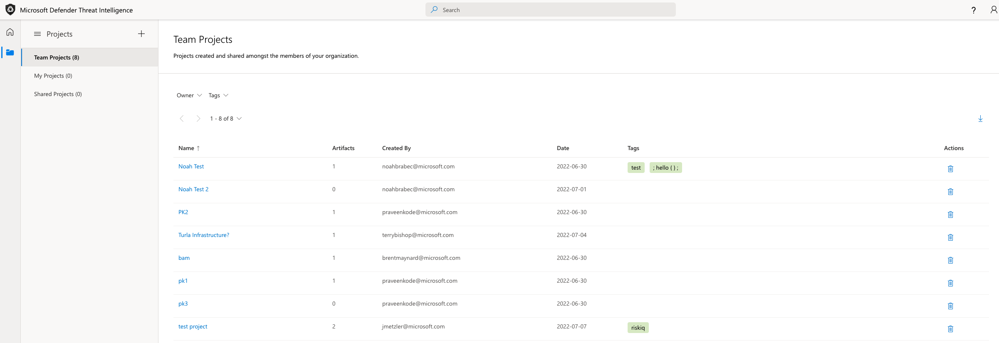 Microsoft Defender Threat Intelligence
Search
?
Projects
Team Projects (8)
My Projects (0)
Shared Projects (0)
Team Projects
Projects created and shared amongst the members of your organization.
Owner Tags
1 - 8 of 8
Name ↑ Artifacts Created By Date Tags Actions
Noah Test 1 noahbrabec@microsoft.com 2022-06-30 test ; hello { } ;
Noah Test 2 0 noahbrabec@microsoft.com 2022-07-01
PK2 1 praveenkode@microsoft.com 2022-06-30
Turla Infrastructure? 1 terrybishop@microsoft.com 2022-07-04
bam 1 brentmaynard@microsoft.com 2022-06-30
pk1 1 praveenkode@microsoft.com 2022-06-30
pk3 0 praveenkode@microsoft.com 2022-06-30
test project 2 jmetzler@microsoft.com 2022-07-07 riskiq